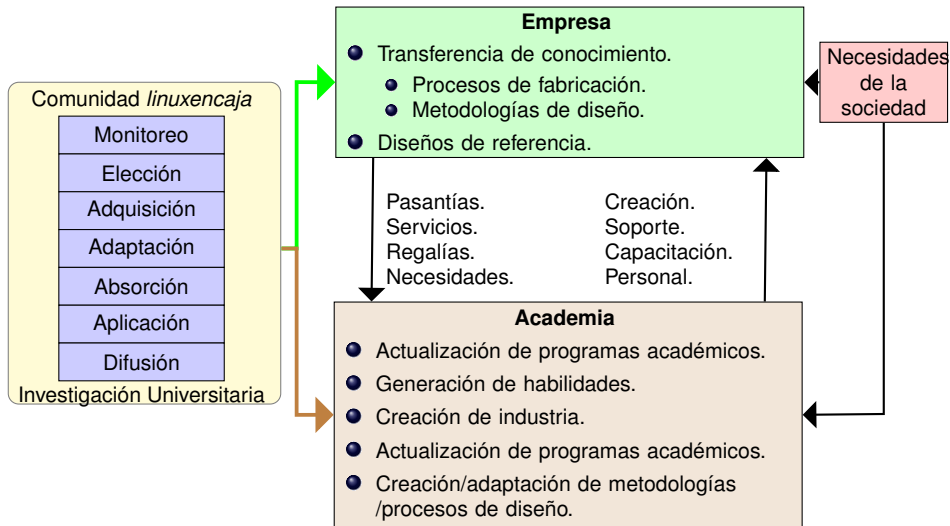 Comunidad linuxencaja
Monitoreo
Elección
Adquisición
Adaptación
Absorción
Aplicación
Difusión
Investigación Universitaria
Empresa
Transferencia de conocimiento.
Procesos de fabricación.
Metodologías de diseño.
Diseños de referencia.
Necesidades
de la
sociedad
Pasantías.
Servicios.
Regalías.
Necesidades.
Creación.
Soporte.
Capacitación.
Personal.
Academia
Actualización de programas académicos.
Generación de habilidades.
Creación de industria.
Actualización de programas académicos.
Creación/adaptación de metodologías
/procesos de diseño.